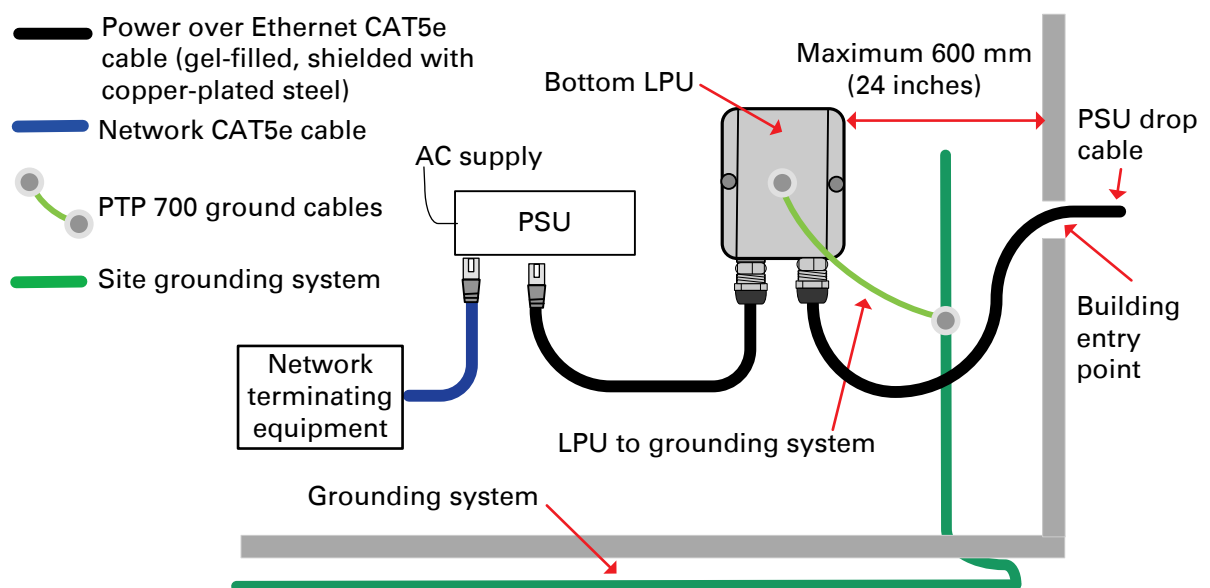 Power over Ethernet CAT5e
cable (gel-filled, shielded with
copper-plated steel)
Network CAT5e cable
PTP 700 ground cables
Site grounding system
AC supply
PSU
Network
terminating
equipment
Bottom LPU
Maximum 600 mm
(24 inches)
PSU drop
cable
Building
entry
point
LPU to grounding system
Grounding system